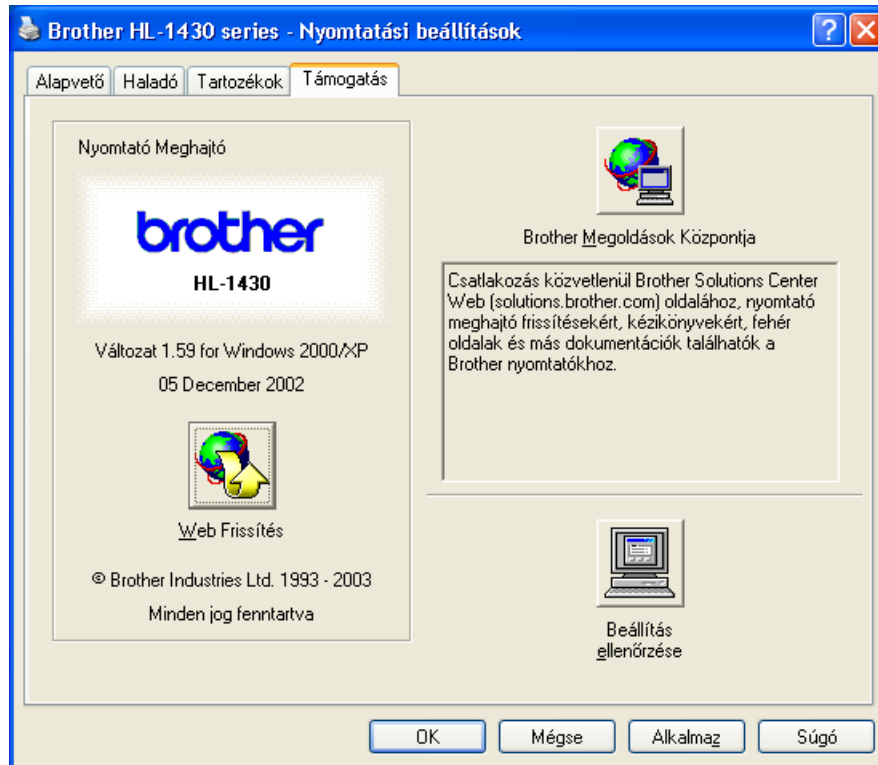 Brother HL-1430 series - Nyomtatási beállítások
Alapvető Haladó Tartozékok Támogatás
Nyomtató Meghajtó
brother
HL-1430
Változat 1.59 for Windows 2000/XP
05 December 2002
Web Frissítés
© Brother Industries Ltd. 1993 - 2003
Minden jog fenntartva
Brother Megoldások Központja
Csatlakozás közvetlenül Brother Solutions Center
Web (solutions.brother.com) oldalához, nyomtató
meghajtó frissítésekért, kézikönyvekért, fehér
oldalak és más dokumentációk találhatók a
Brother nyomtatókhoz.
Beállítás
ellenőrzése
OK Mégse Alkalmaz Súgó